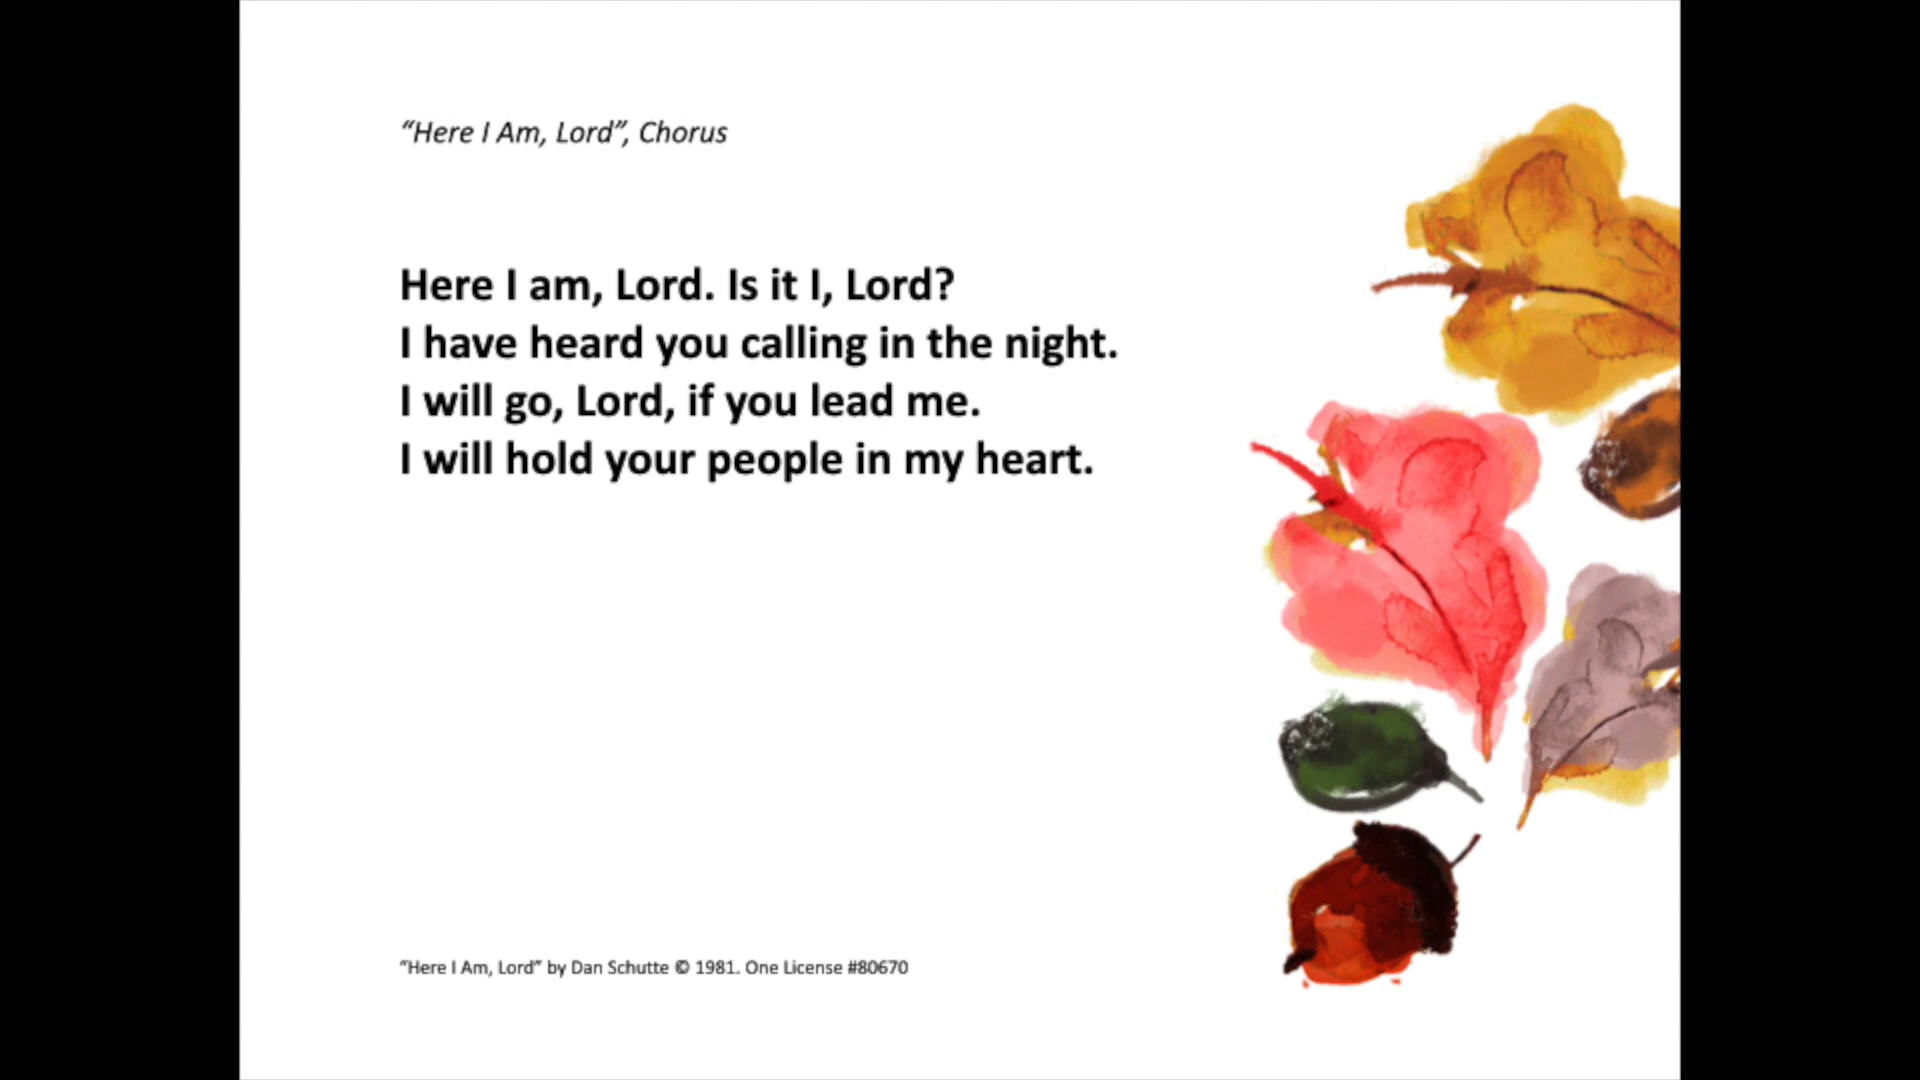 “Here I Am, Lord”, Chorus
Here I am, Lord. Is it I, Lord?
I have heard you calling in the night.
I will go, Lord, if you lead me.
I will hold your people in my heart.
“Here I Am, Lord” by Dan Schutte © 1981. One License #80670